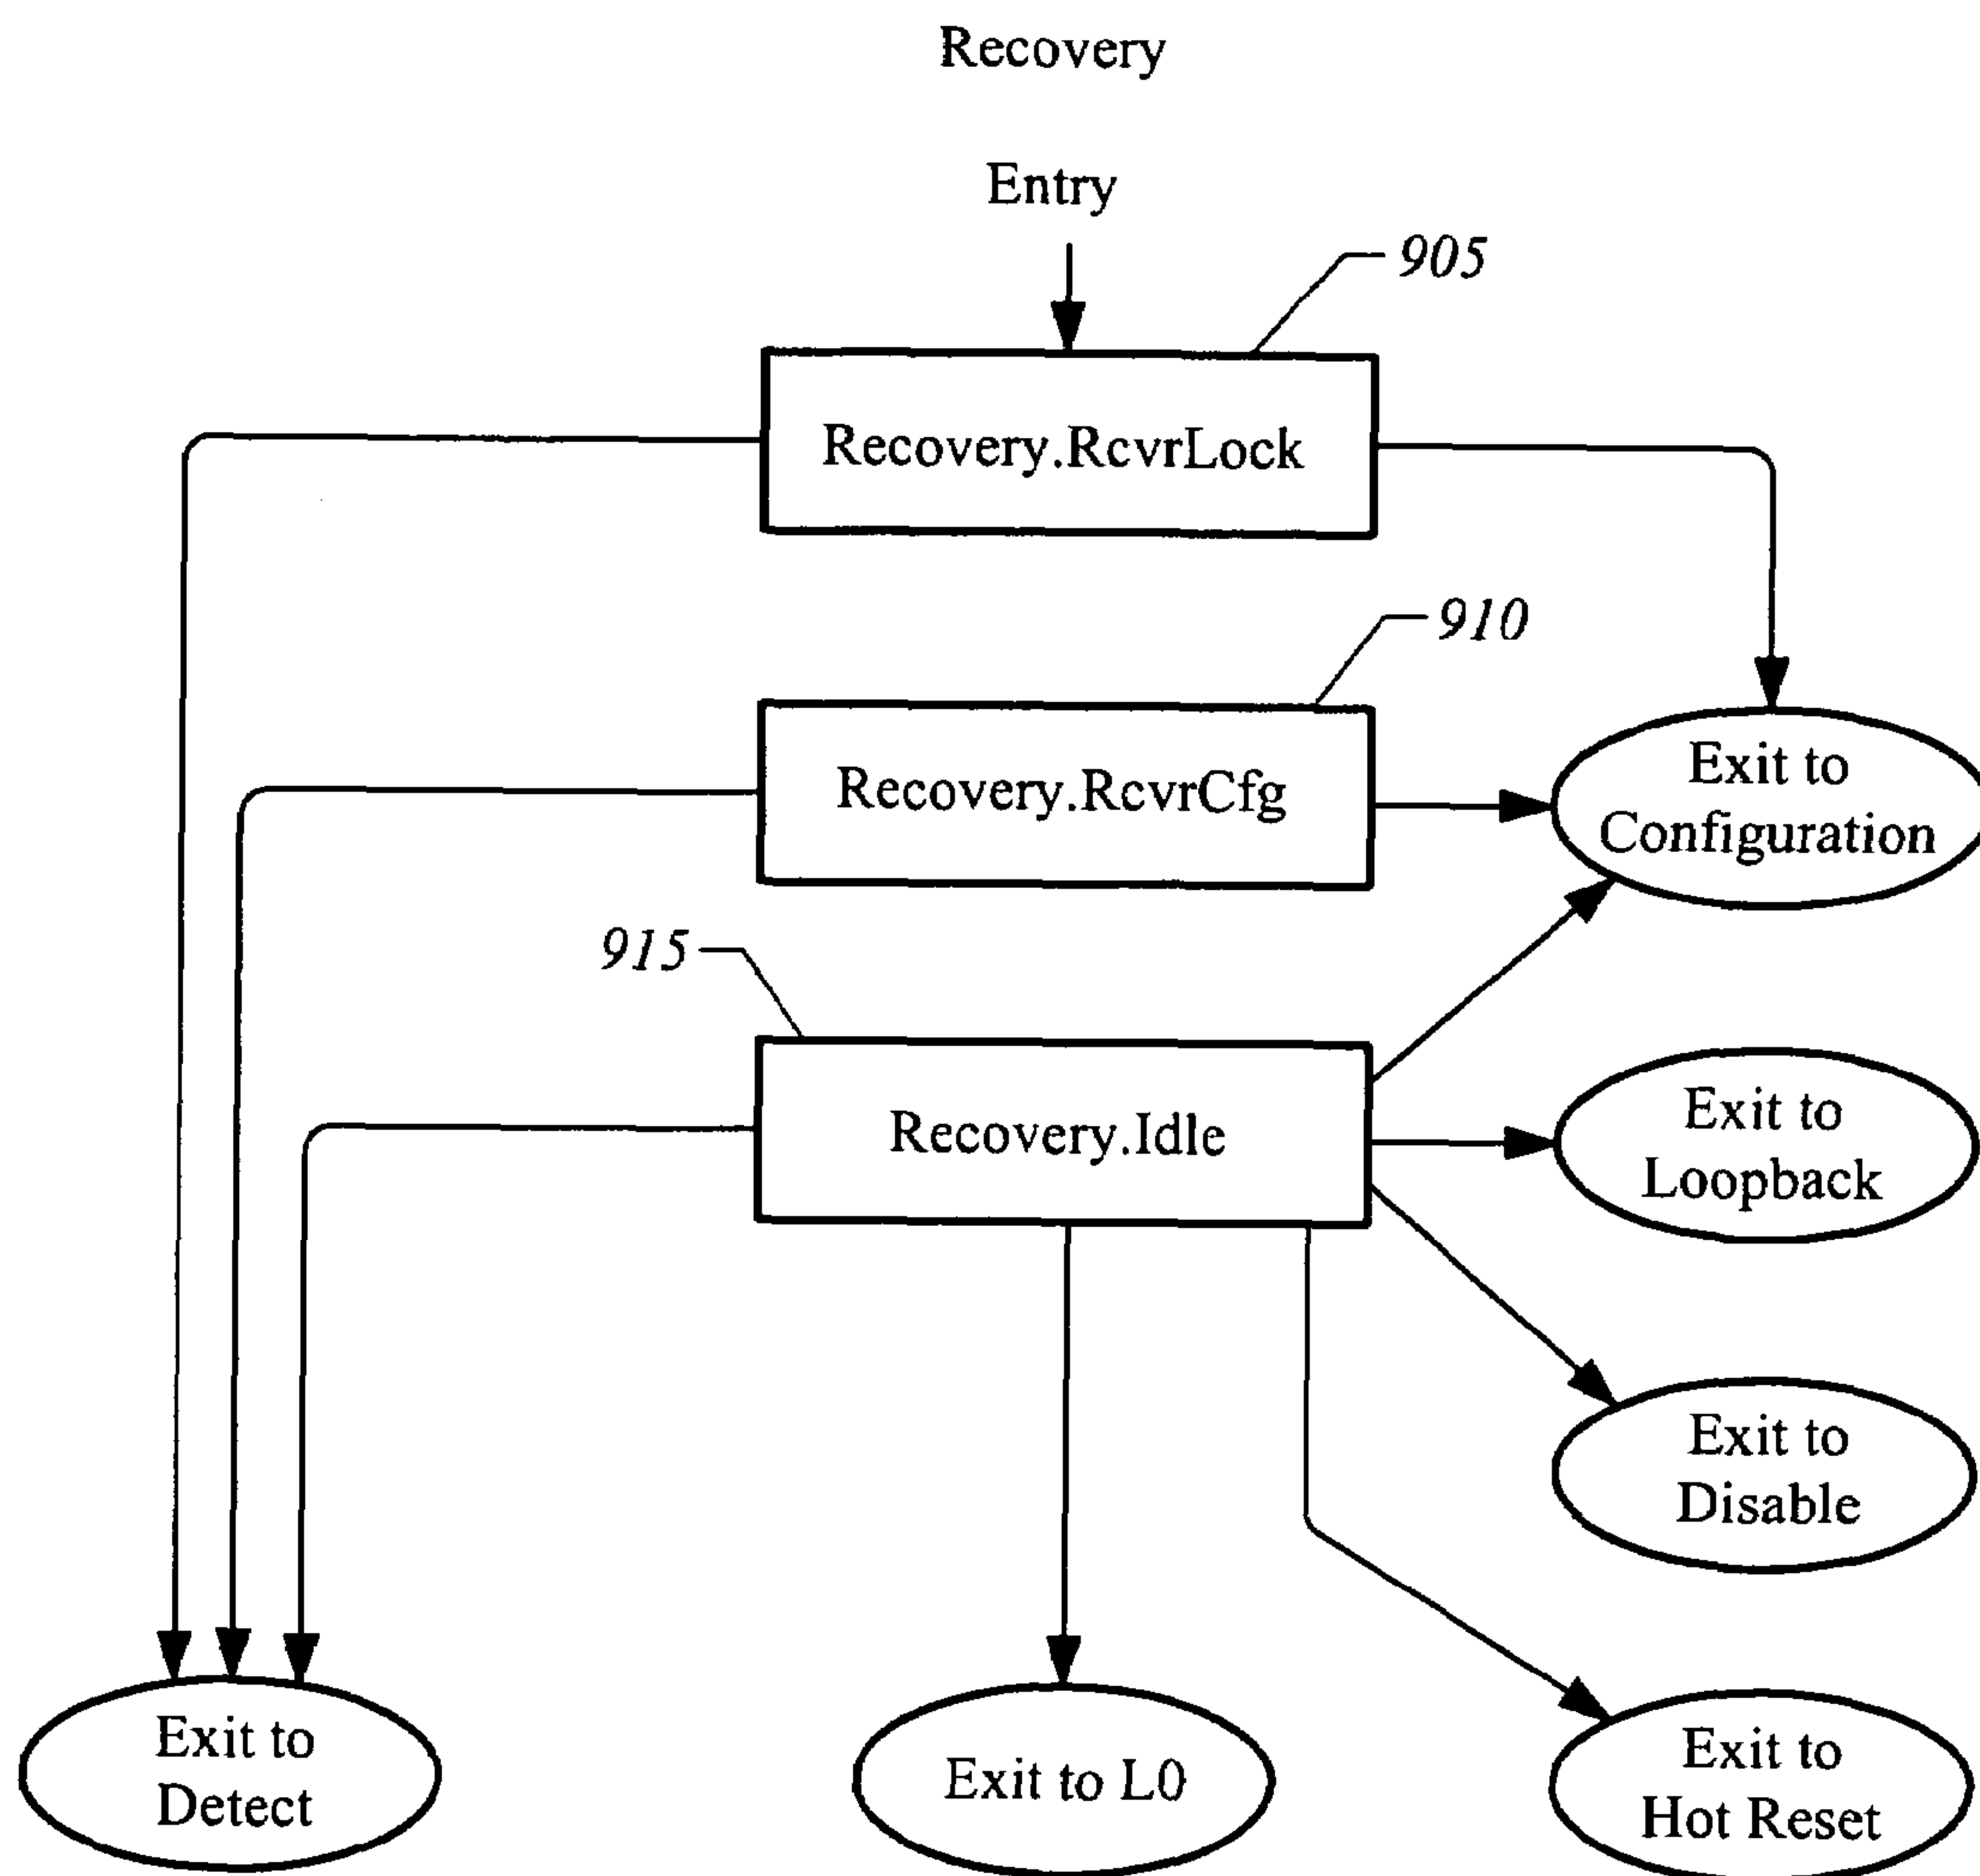 Recovery
Entry
905
Recovery.RcvrLock
910
Recovery.RcvrCfg
Exit to
Configuration
915
Recovery.Idle
Exit to
Loopback
Exit to
Disable
Exit to
Detect
Exit to L0
Exit to
Hot Reset